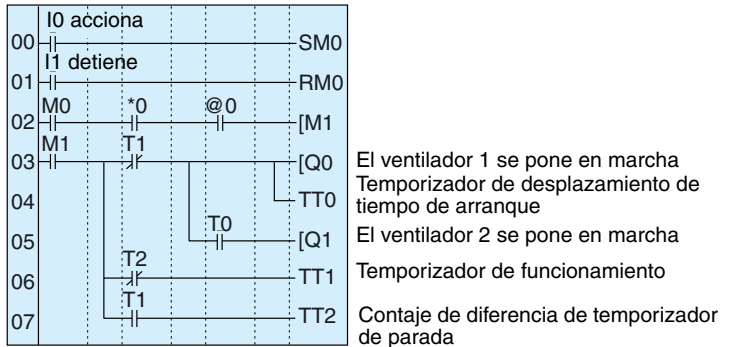 I0 acciona
00 SM0
I1 detiene
01 RM0
M0 *0 @0
02 [M1
M1 T1
03 [Q0 El ventilador 1 se pone en marcha
04 TT0 Temporizador de desplazamiento de
tiempo de arranque
T0
05 [Q1 El ventilador 2 se pone en marcha
T2
06 TT1 Temporizador de funcionamiento
T1
07 TT2 Contaje de diferencia de temporizador
de parada